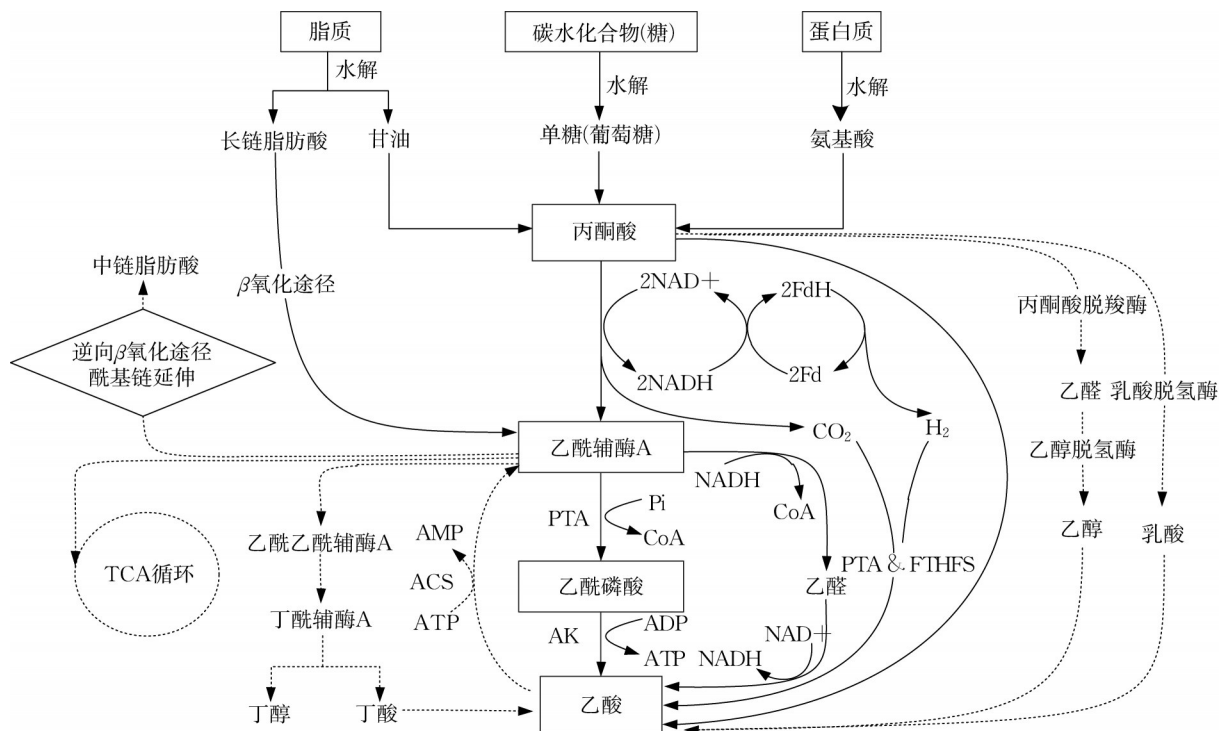 脂质
碳水化合物(糖)
蛋白质
水解
水解
水解
长链脂肪酸
甘油
单糖(葡萄糖)
氨基酸
丙酮酸
中链脂肪酸
β氧化途径
2NAD+
2FdH
丙酮酸脱羧酶
逆向β氧化途径
酰基链延伸
2NADH
2Fd
乙醛
乳酸脱氢酶
乙酰辅酶A
CO₂
H₂
乙醇脱氢酶
NADH
CoA
PTA
Pi
CoA
乙醇
乳酸
乙酰乙酰辅酶A
AMP
TCA循环
ACS
乙酰磷酸
乙醛
PTA & FTHFS
丁酰辅酶A
ATP
AK
ADP
ATP
NADH
NAD+
丁醇
丁酸
乙酸